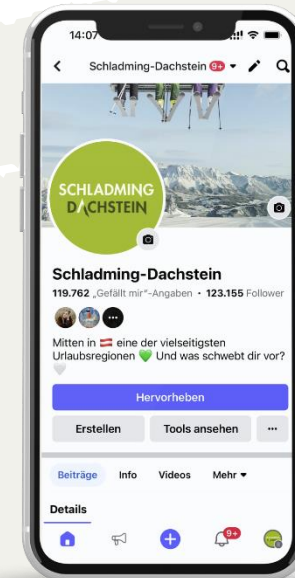 14:07
Schladming-Dachstein 9+
SCHLADMING
DACHSTEIN
Schladming-Dachstein
119.762 „Gefällt mir“-Angaben • 123.155 Follower
Mitten in 🇦🇹 eine der vielseitigsten
Urlaubsregionen 💚 Und was schwebt dir vor?
🤍
Hervorheben
Erstellen Tools ansehen ...
Beiträge Info Videos Mehr
Details
9+